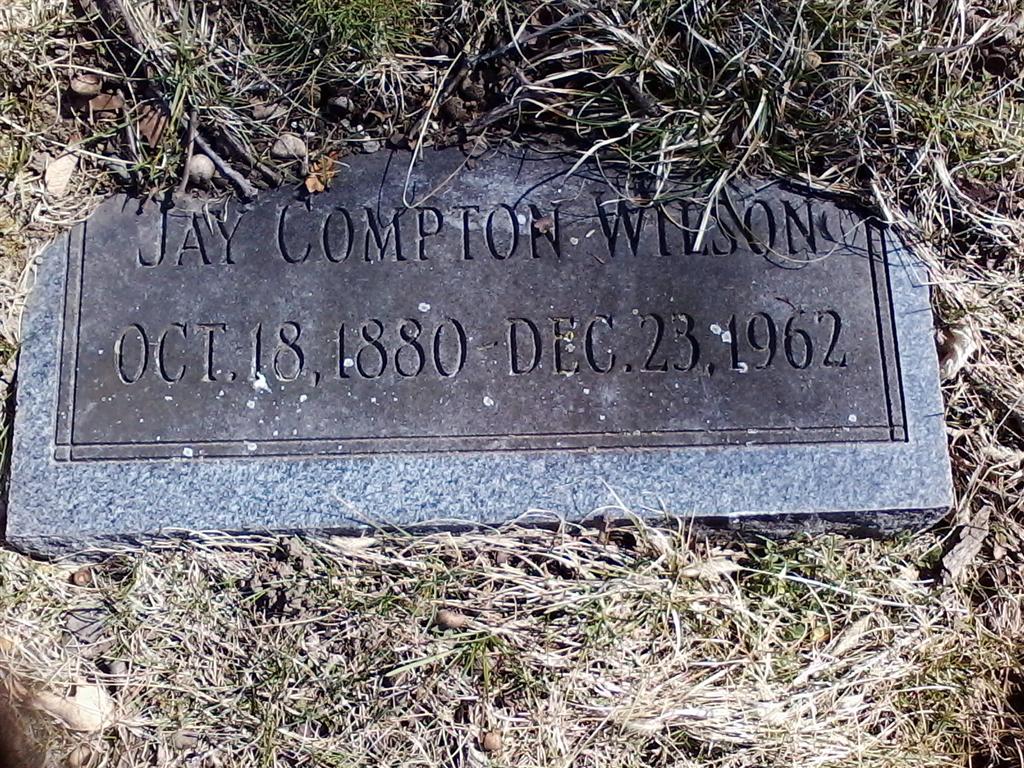 JAY COMPTON WILSON
OCT. 18, 1880 - DEC. 23, 1962